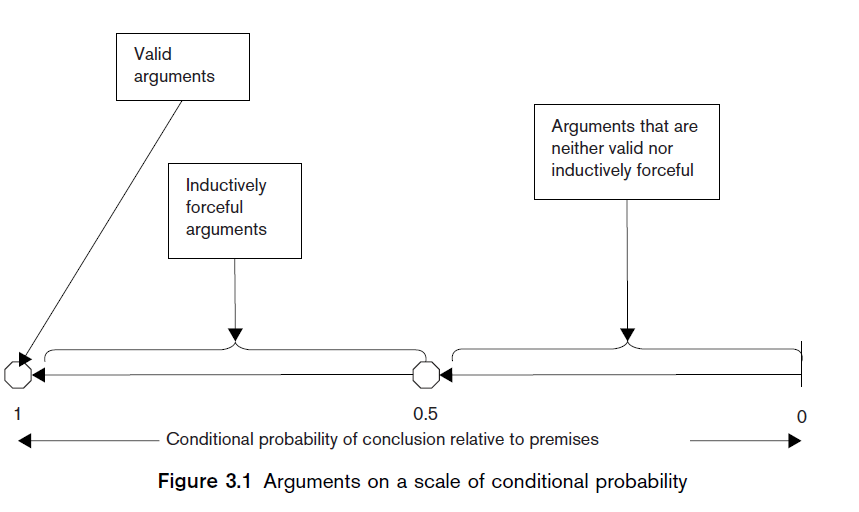 Valid
arguments
Arguments that are
neither valid nor
inductively forceful
Inductively
forceful
arguments
1
0.5
0
Conditional probability of conclusion relative to premises
Figure 3.1 Arguments on a scale of conditional probability